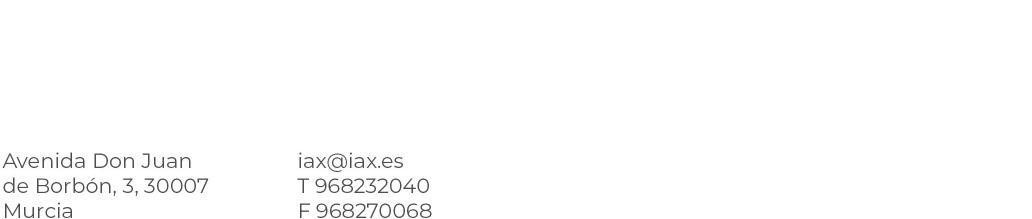 Avenida Don Juan
de Borbón, 3, 30007
Murcia
iax@iax.es
T 968232040
F 968270068